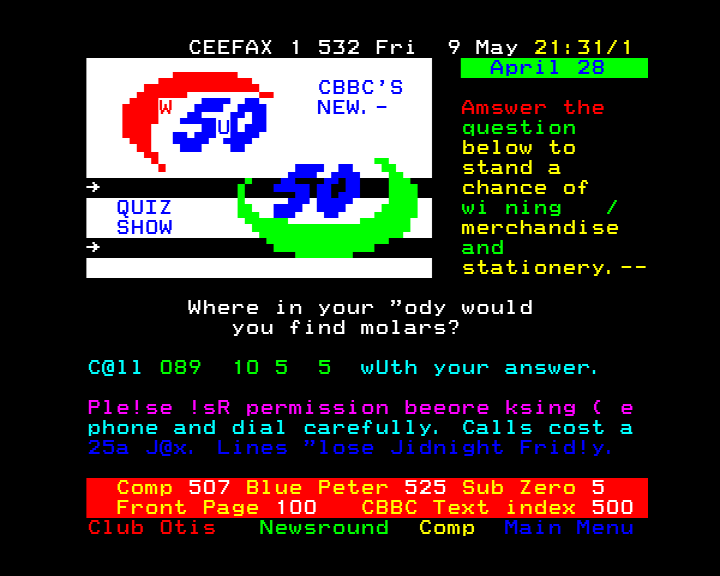 CEEFAX 1 532 Fri  9 May 21:31/1
April 28
CBBC'S
NEW.-
W
50
U
50
QUIZ
SHOW
Amswer the
question
below to
stand a
chance of
wi ning   /
merchandise
and
stationery.--
Where in your "ody would
you find molars?
C@ll 089  10 5  5  wUth your answer.
Ple!se !sR permission beeore ksing ( e
phone and dial carefully. Calls cost a
25a J@x. Lines "lose Jidnight Frid!y.
Comp 507 Blue Peter 525 Sub Zero 5
Front Page 100   CBBC Text index 500
Club Otis   Newsround   Comp   Main Menu